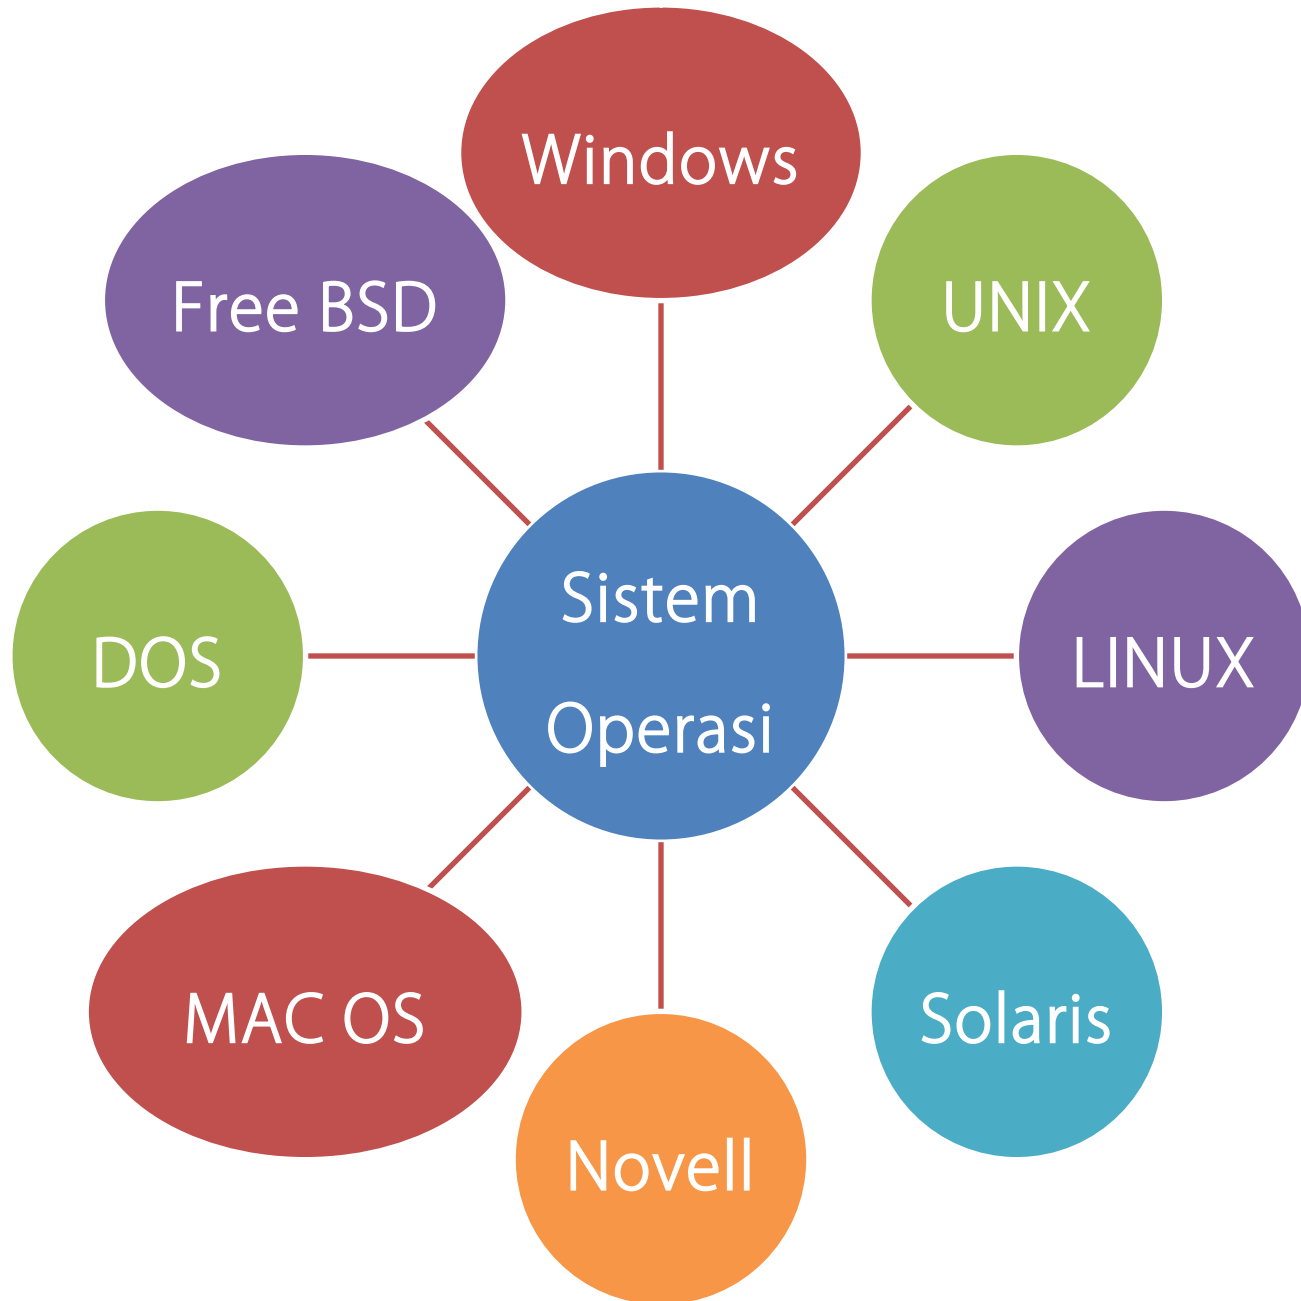 Windows
Free BSD
UNIX
Sistem
Operasi
DOS
LINUX
MAC OS
Solaris
Novell